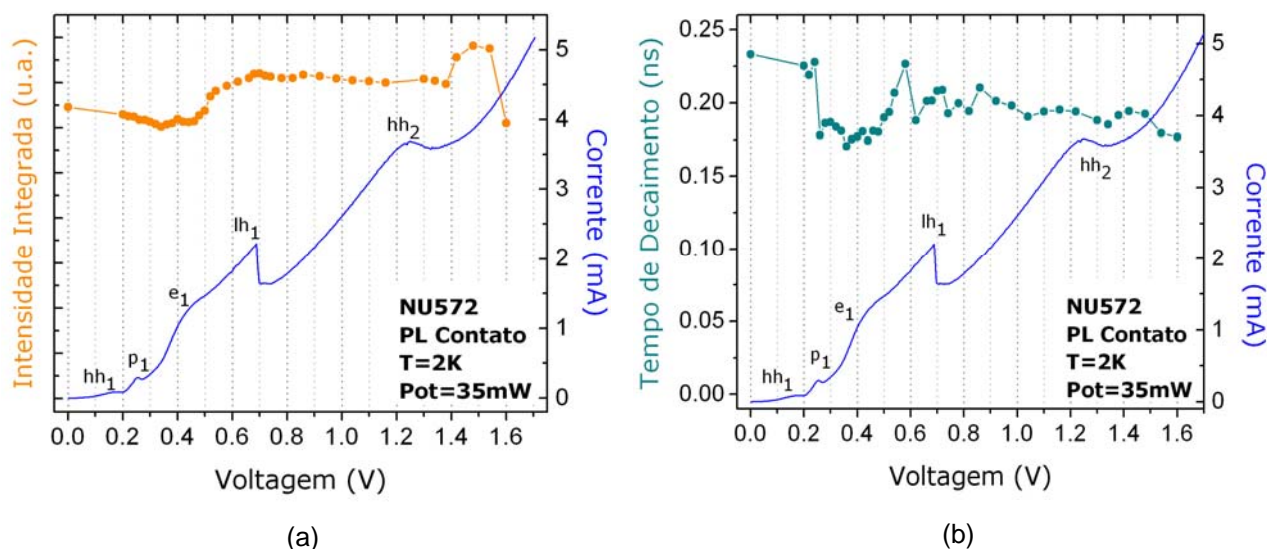 Intensidade Integrada (u.a.)
hh1
p1
e1
lh1
hh2
NU572
PL Contato
T=2K
Pot=35mW
5
4
3
2
1
0
Corrente (mA)
0.0 0.2 0.4 0.6 0.8 1.0 1.2 1.4 1.6
Voltagem (V)
(a)
Tempo de Decaimento (ns)
0.25
0.20
0.15
0.10
0.05
0.00
hh1
p1
e1
lh1
hh2
NU572
PL Contato
T=2K
Pot=35mW
5
4
3
2
1
0
Corrente (mA)
0.0 0.2 0.4 0.6 0.8 1.0 1.2 1.4 1.6
Voltagem (V)
(b)